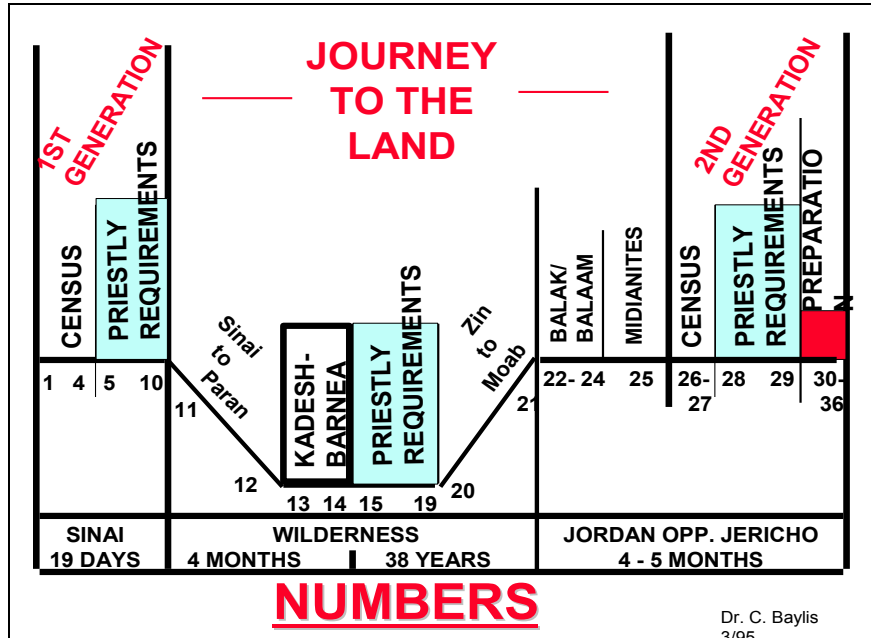 JOURNEY
TO THE
LAND
1ST
GENERATION
2ND
GENERATION
CENSUS
PRIESTLY
REQUIREMENTS
Sinai
to
Paran
KADESH-
BARNEA
PRIESTLY
REQUIREMENTS
Zin
to
Moab
BALAK/
BALAAM
MIDIANITES
CENSUS
PRIESTLY
REQUIREMENTS
PREPARATIO
N
1 4 5 10
11
12
13 14 15 19
20
21
22- 24 25
26-
27
28 29
30-
36
SINAI
19 DAYS
WILDERNESS
4 MONTHS 38 YEARS
JORDAN OPP. JERICHO
4 - 5 MONTHS
NUMBERS
Dr. C. Baylis
3/95